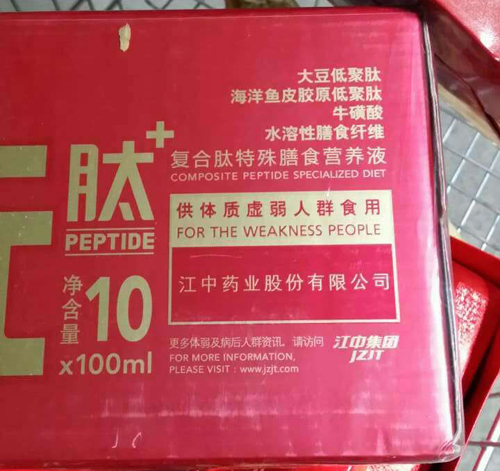 大豆低聚肽
海洋鱼皮胶原低聚肽
牛磺酸
水溶性膳食纤维
肽+
PEPTIDE
复合肽特殊膳食营养液
COMPOSITE PEPTIDE SPECIALIZED DIET
供体质虚弱人群食用
FOR THE WEAKNESS PEOPLE
江中药业股份有限公司
净含量10
x100ml
更多体弱及病后人群资讯，请访问
FOR MORE INFORMATION,
PLEASE VISIT : www.jzjt.com
江中集团
JZJT